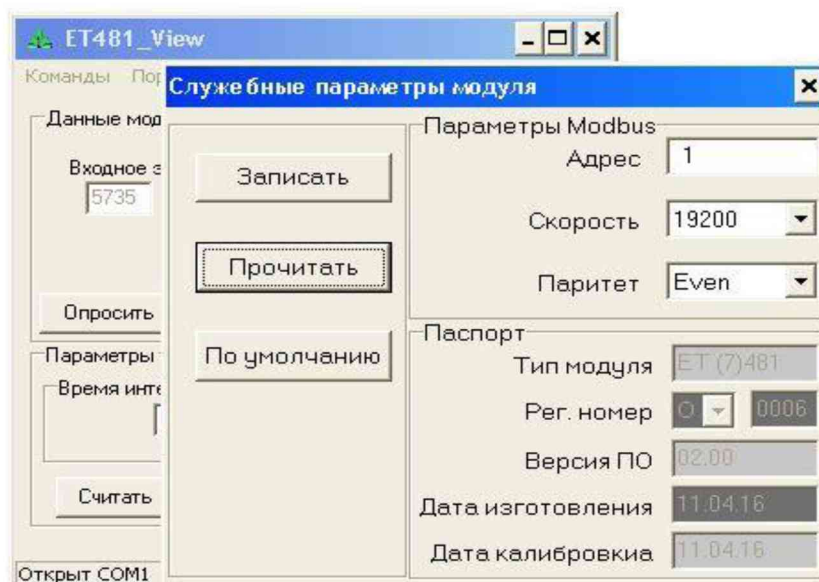 ET481_View
Команды Пор
Данные мод
Входное з
5735
Опросить
Параметры
Время инте
Считать
Открыт COM1
Служебные параметры модуля
Записать
Прочитать
По умолчанию
Параметры Modbus
Адрес 1
Скорость 19200
Паритет Even
Паспорт
Тип модуля ET (7)481
Рег. номер O 0006
Версия ПО 02.00
Дата изготовления 11.04.16
Дата калибровкиа 11.04.16